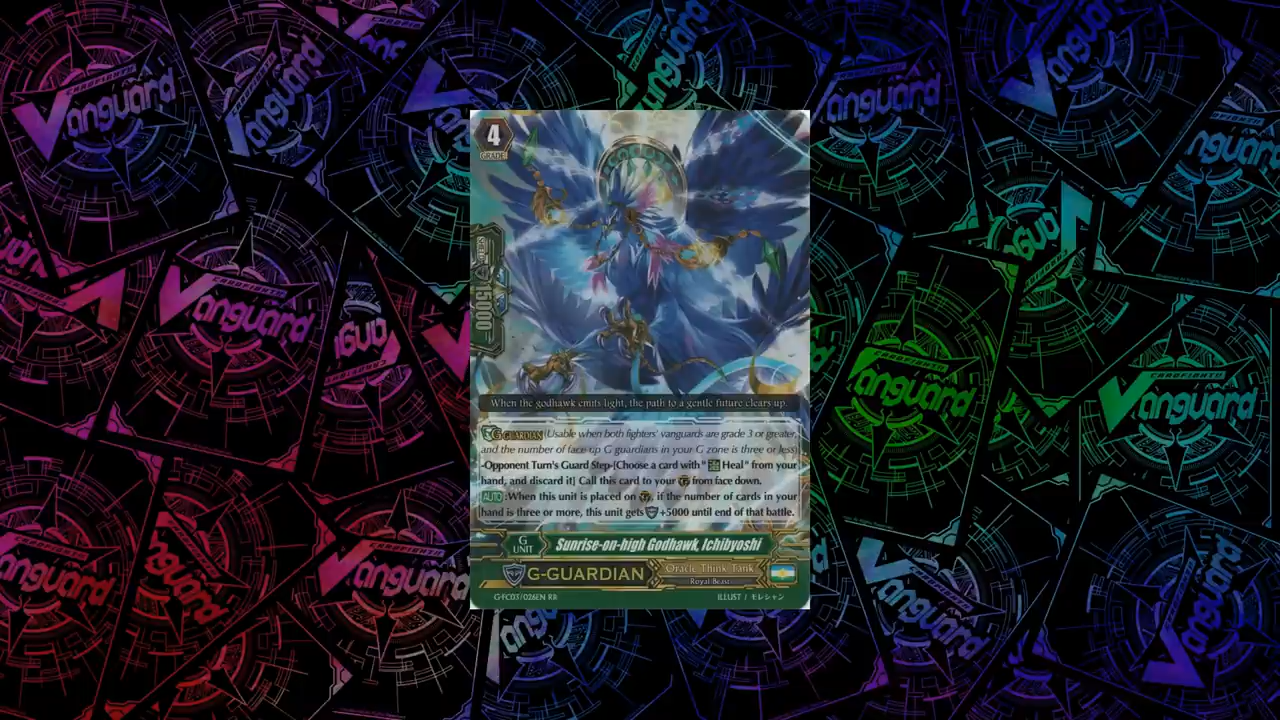 CARDFIGHT!!
Vanguard
4
GRADE
15000
When the godhawk emits light, the path to a gentle future clears up.
G GUARDIAN (Usable when both fighters' vanguards are grade 3 or greater,
and the number of face up G guardians in your G zone is three or less)
-Opponent Turn's Guard Step-[Choose a card with "Heal" from your
hand, and discard it] Call this card to your G from face down.
AUTO :When this unit is placed on G, if the number of cards in your
hand is three or more, this unit gets +5000 until end of that battle.
G
UNIT
Sunrise-on-high Godhawk, Ichibyoshi
G-GUARDIAN
Oracle Think Tank
Royal Beast
G-FC03/026EN RR
ILLUST / モレシャン